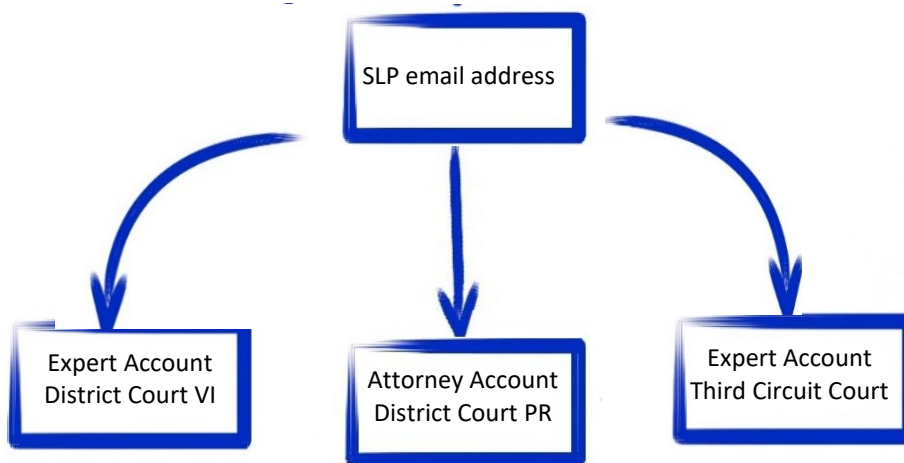 SLP email address
Expert Account
District Court VI
Attorney Account
District Court PR
Expert Account
Third Circuit Court